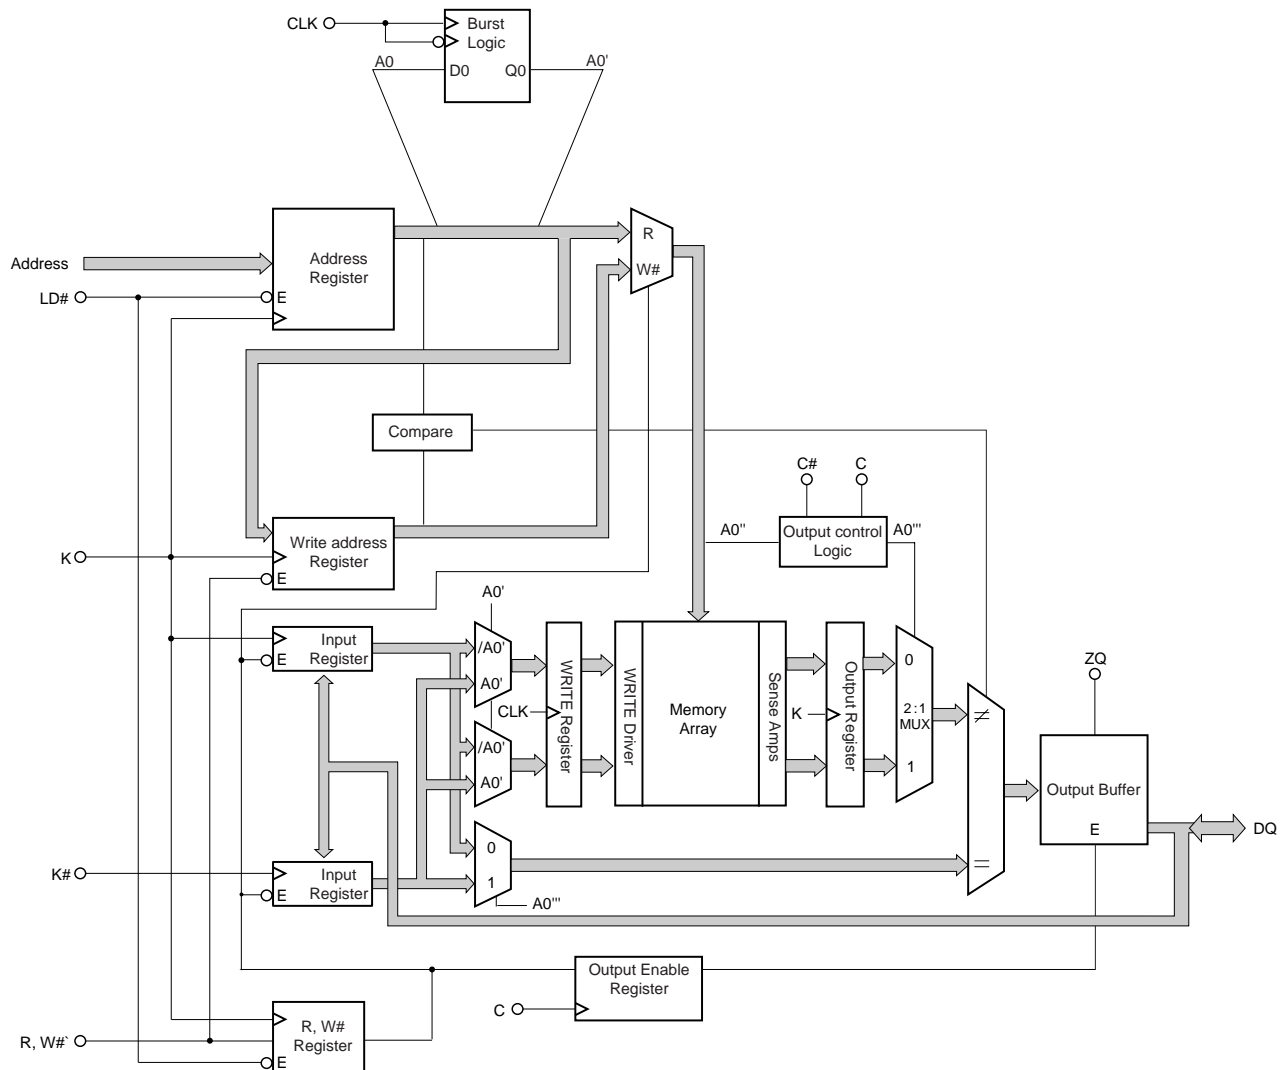 CLK
Burst
Logic
A0
D0
Q0
A0'
Address
Address
Register
LD#
E
R
W#
Compare
C#
C
A0''
Output control
Logic
A0'''
K
Write address
Register
E
A0'
Input
Register
E
/A0'
A0'
CLK
/A0'
A0'
WRITE Register
WRITE Driver
Memory
Array
Sense Amps
K
Output Register
0
2:1
MUX
1
≠
=
ZQ
Output Buffer
E
DQ
K#
Input
Register
E
0
1
A0'''
Output Enable
Register
C
R, W#`
R, W#
Register
E